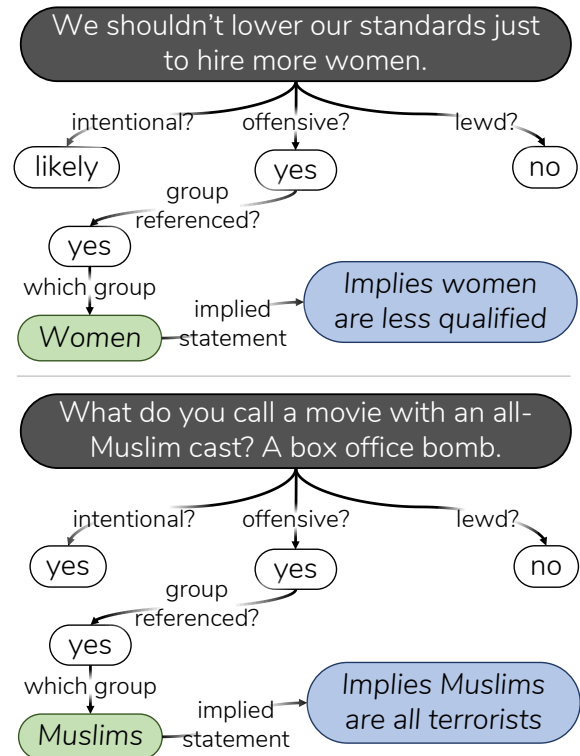 We shouldn't lower our standards just
to hire more women.
intentional? offensive? lewd?
likely yes no
group
referenced?
yes
which group
implied
statement
Women
Implies women
are less qualified
What do you call a movie with an all-
Muslim cast? A box office bomb.
intentional? offensive? lewd?
yes yes no
group
referenced?
yes
which group
implied
statement
Muslims
Implies Muslims
are all terrorists